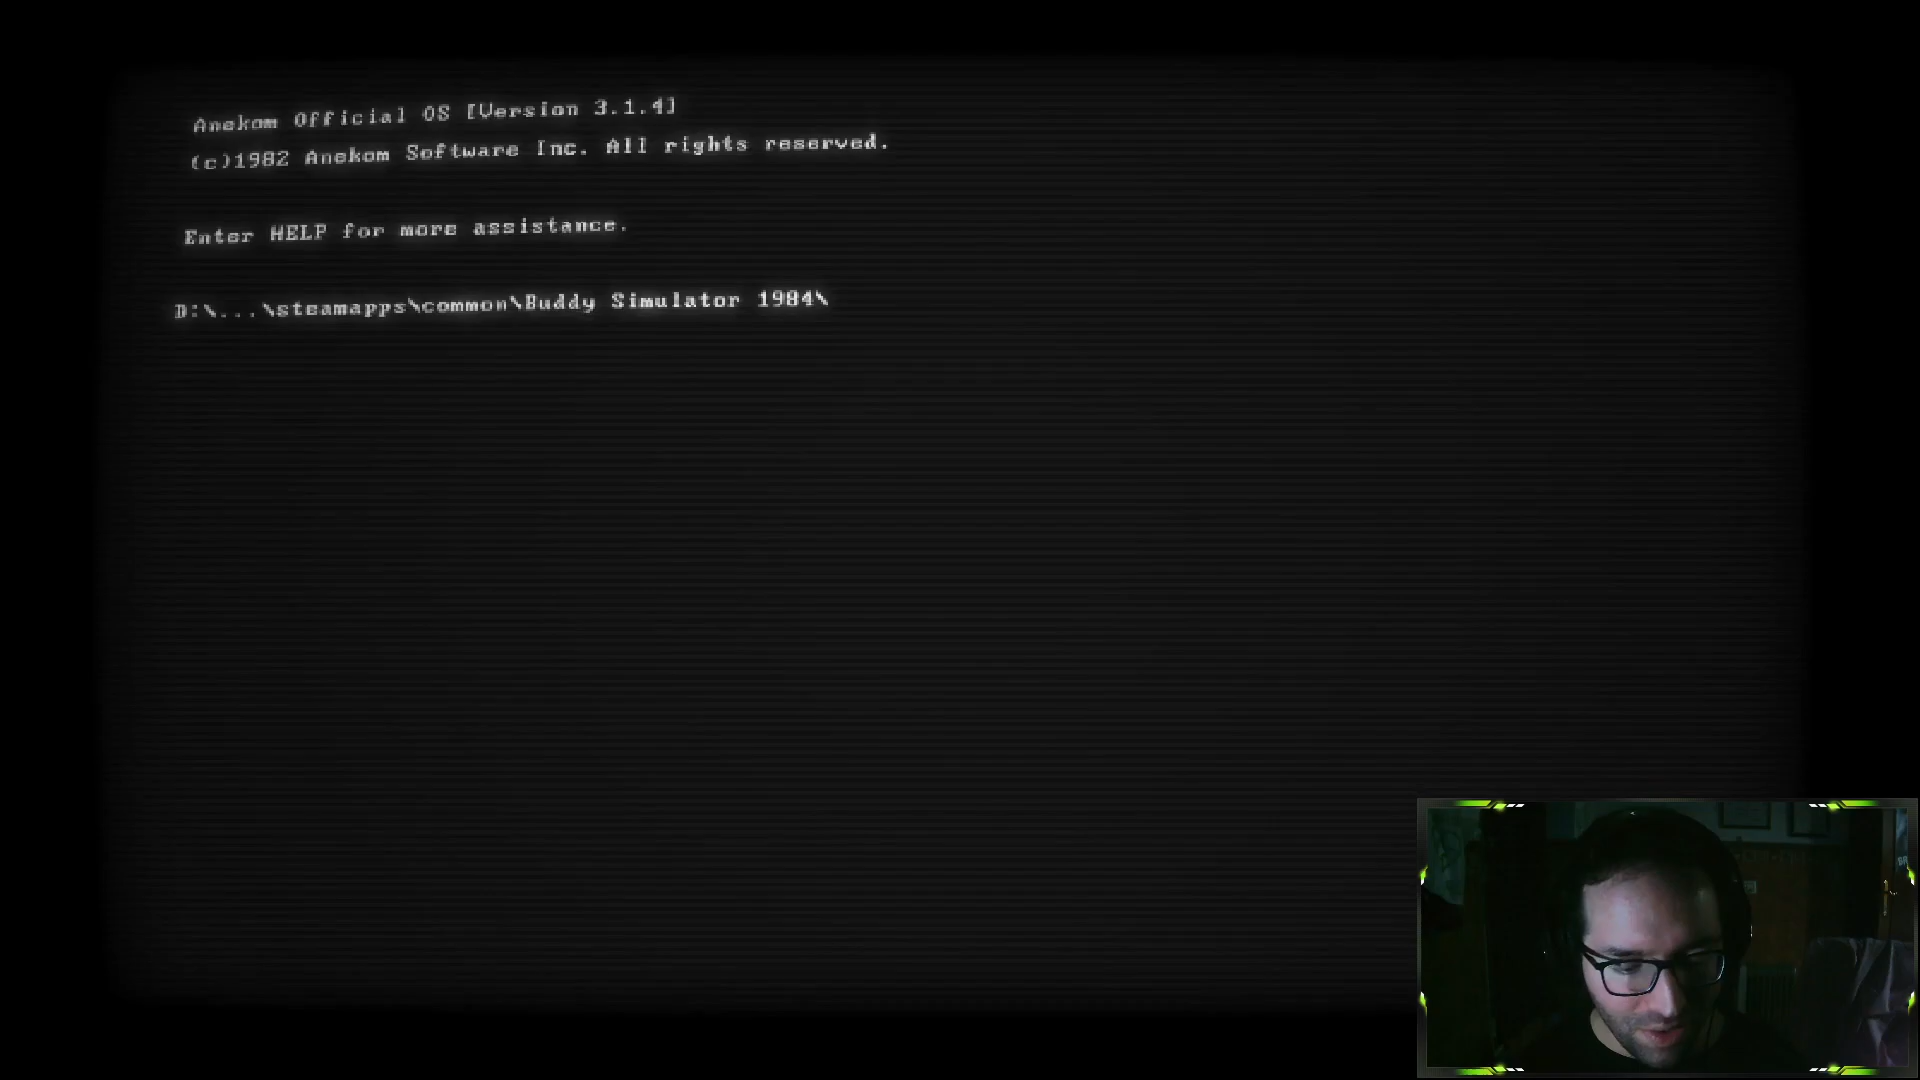 Anekom Official OS [Version 3.1.4]
(c)1982 Anekom Software Inc. All rights reserved.
Enter HELP for more assistance.
D:\...\steamapps\common\Buddy Simulator 1984\